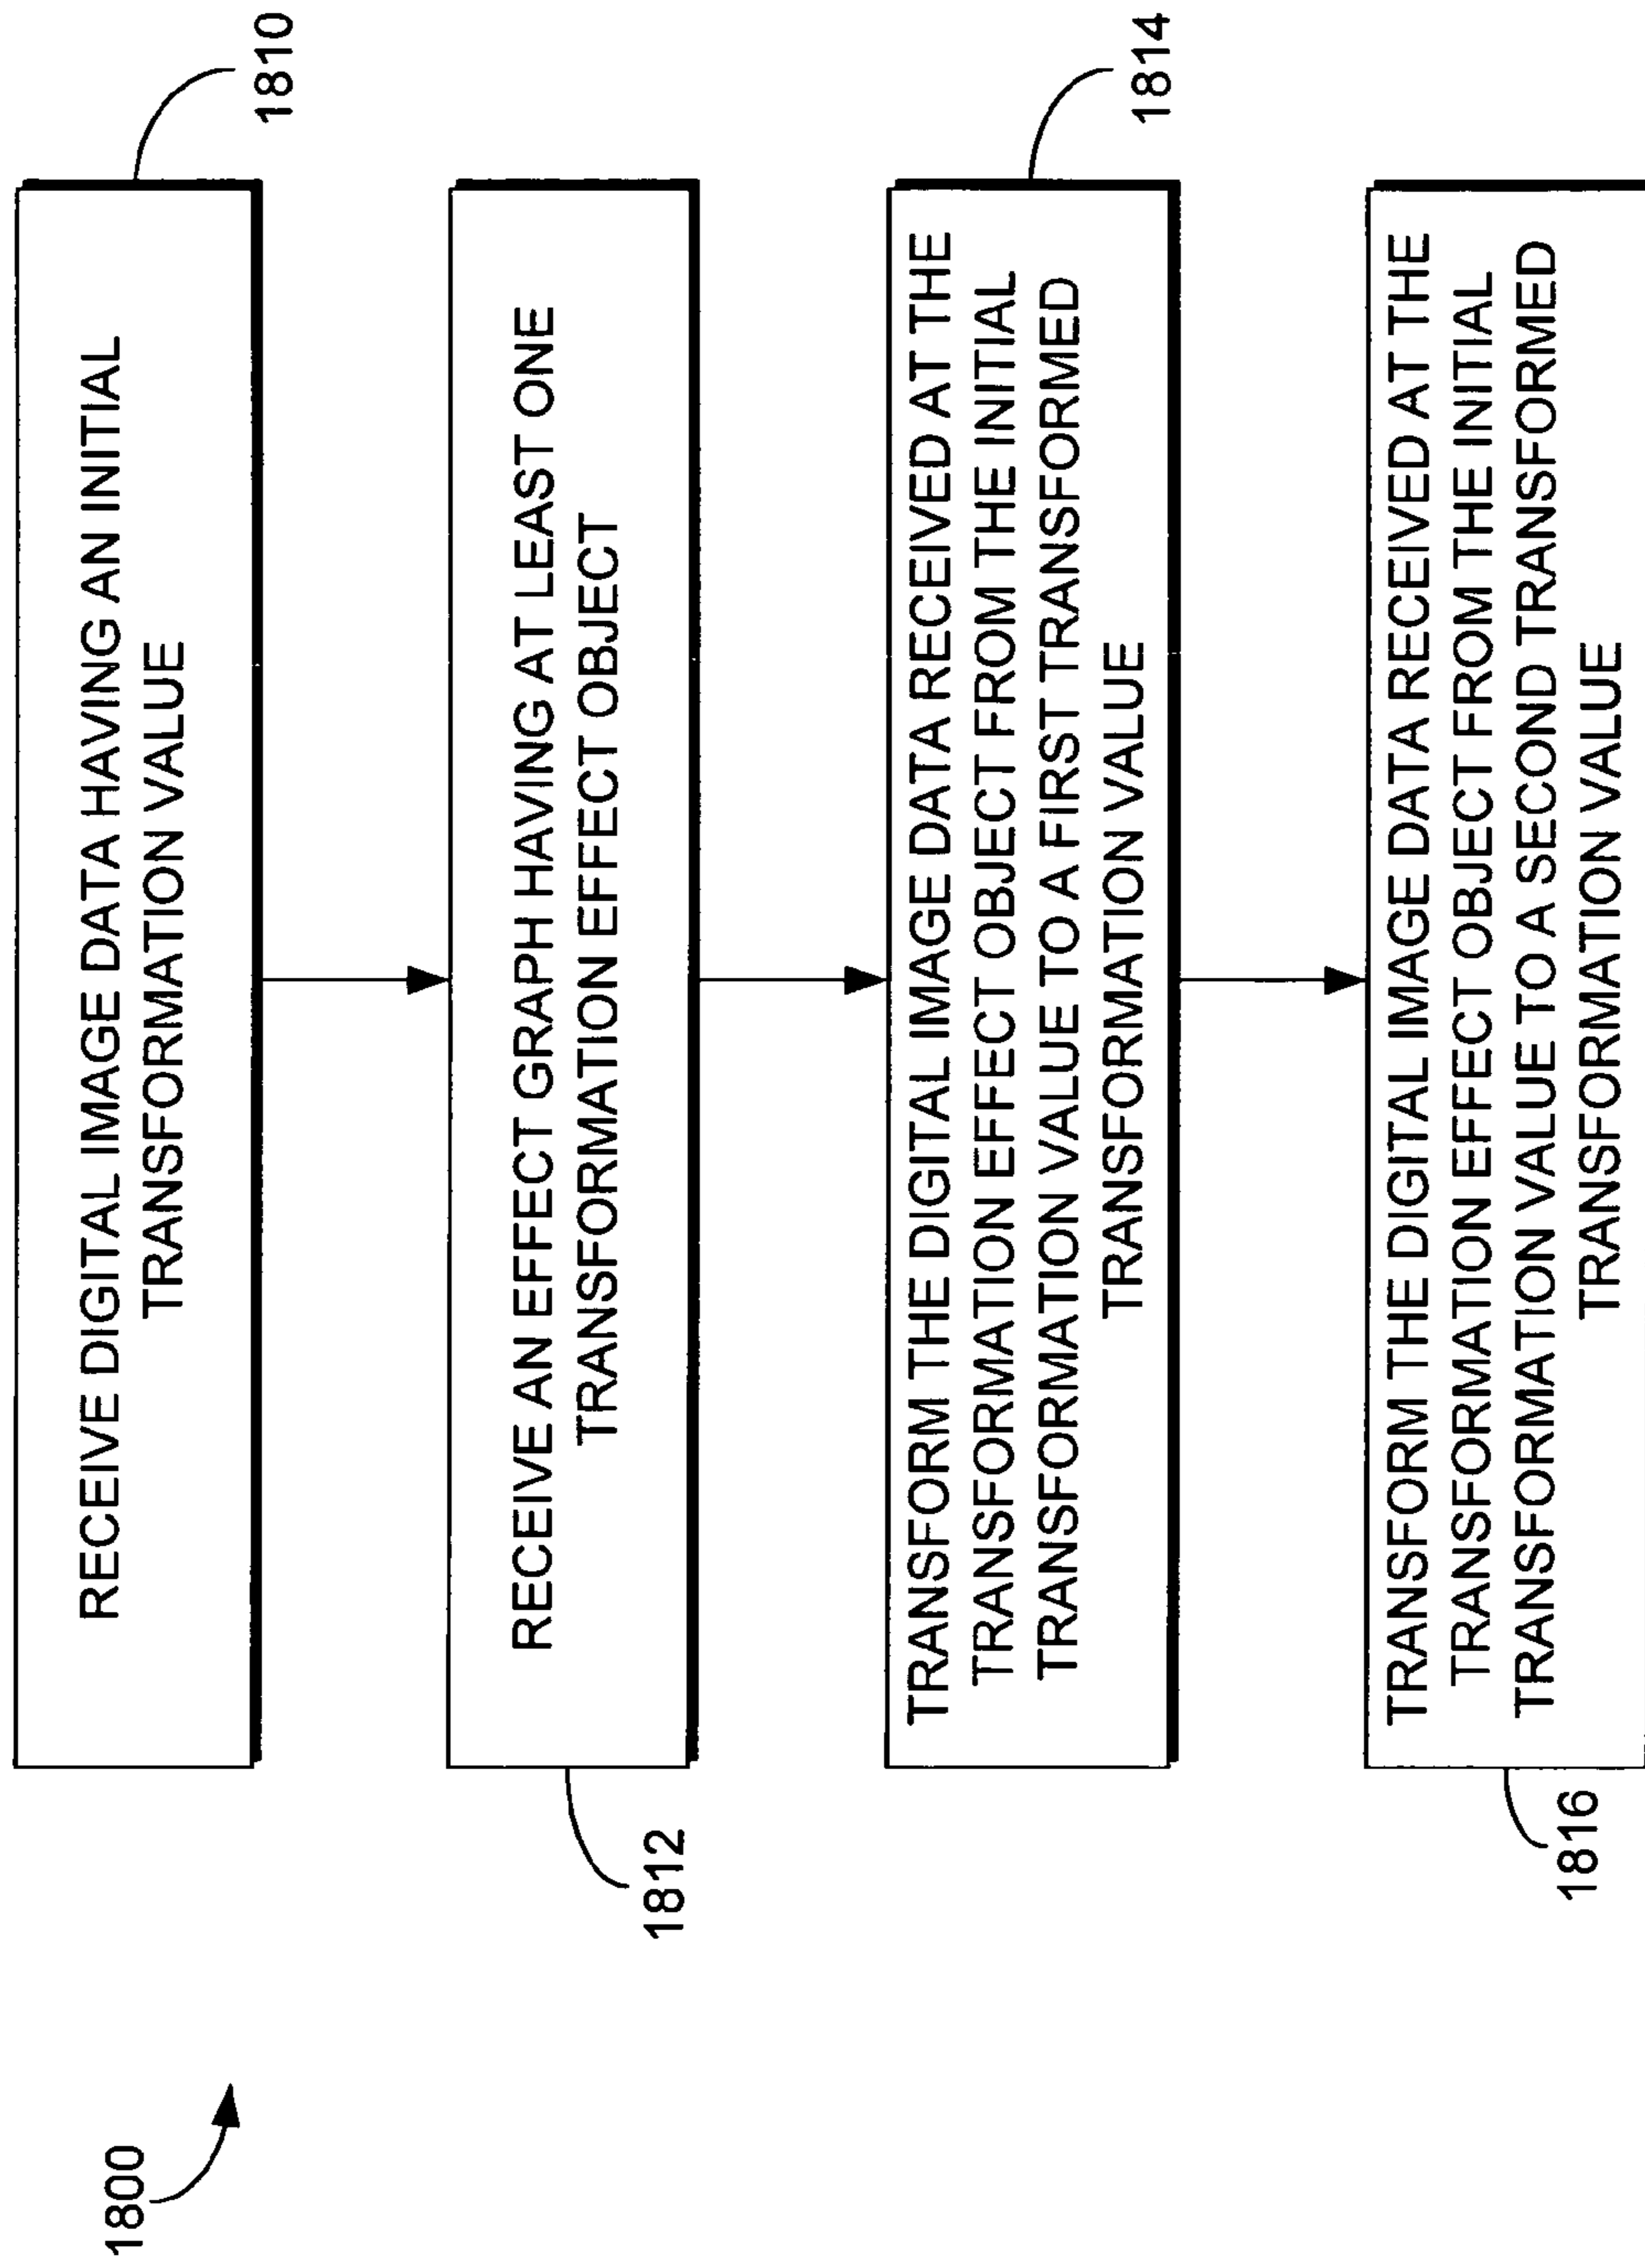 1800
RECEIVE DIGITAL IMAGE DATA HAVING AN INITIAL
TRANSFORMATION VALUE
1810
RECEIVE AN EFFECT GRAPH HAVING AT LEAST ONE
TRANSFORMATION EFFECT OBJECT
1812
TRANSFORM THE DIGITAL IMAGE DATA RECEIVED AT THE
TRANSFORMATION EFFECT OBJECT FROM THE INITIAL
TRANSFORMATION VALUE TO A FIRST TRANSFORMED
TRANSFORMATION VALUE
1814
TRANSFORM THE DIGITAL IMAGE DATA RECEIVED AT THE
TRANSFORMATION EFFECT OBJECT FROM THE INITIAL
TRANSFORMATION VALUE TO A SECOND TRANSFORMED
TRANSFORMATION VALUE
1816